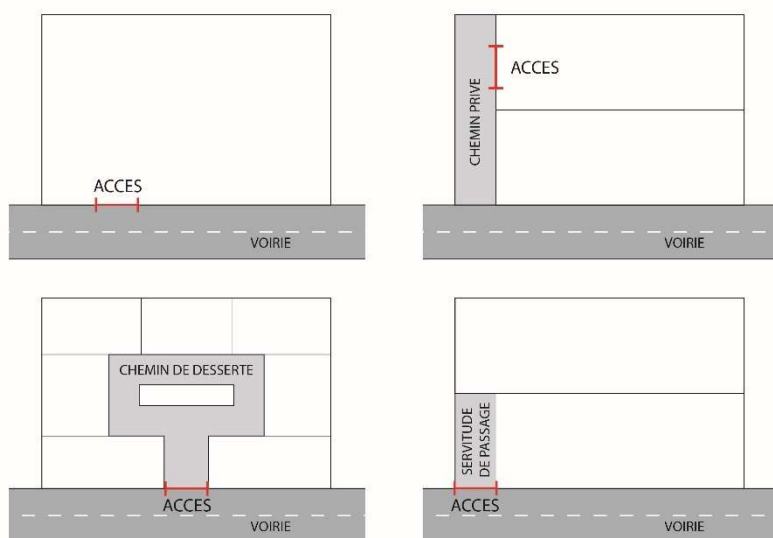 ACCES
VOIRIE
CHEMIN PRIVE
ACCES
VOIRIE
CHEMIN DE DESSERTE
ACCES
VOIRIE
SERVITUDE
DE PASSAGE
ACCES
VOIRIE